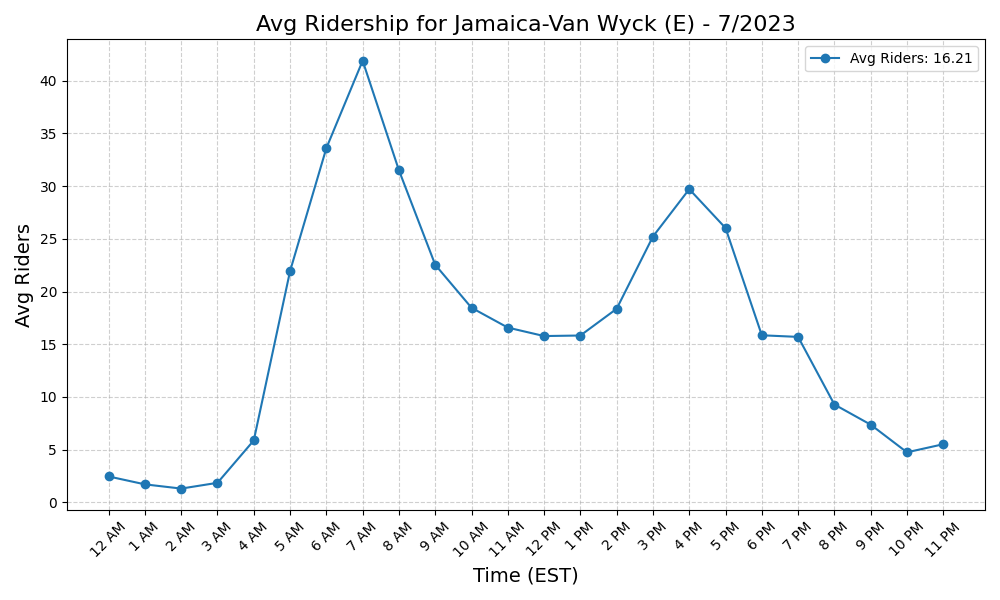 Avg Ridership for Jamaica-Van Wyck (E) - 7/2023
Avg Riders: 16.21
Avg Riders
40
35
30
25
20
15
10
5
0
12 AM
1 AM
2 AM
3 AM
4 AM
5 AM
6 AM
7 AM
8 AM
9 AM
10 AM
11 AM
12 PM
1 PM
2 PM
3 PM
4 PM
5 PM
6 PM
7 PM
8 PM
9 PM
10 PM
11 PM
Time (EST)